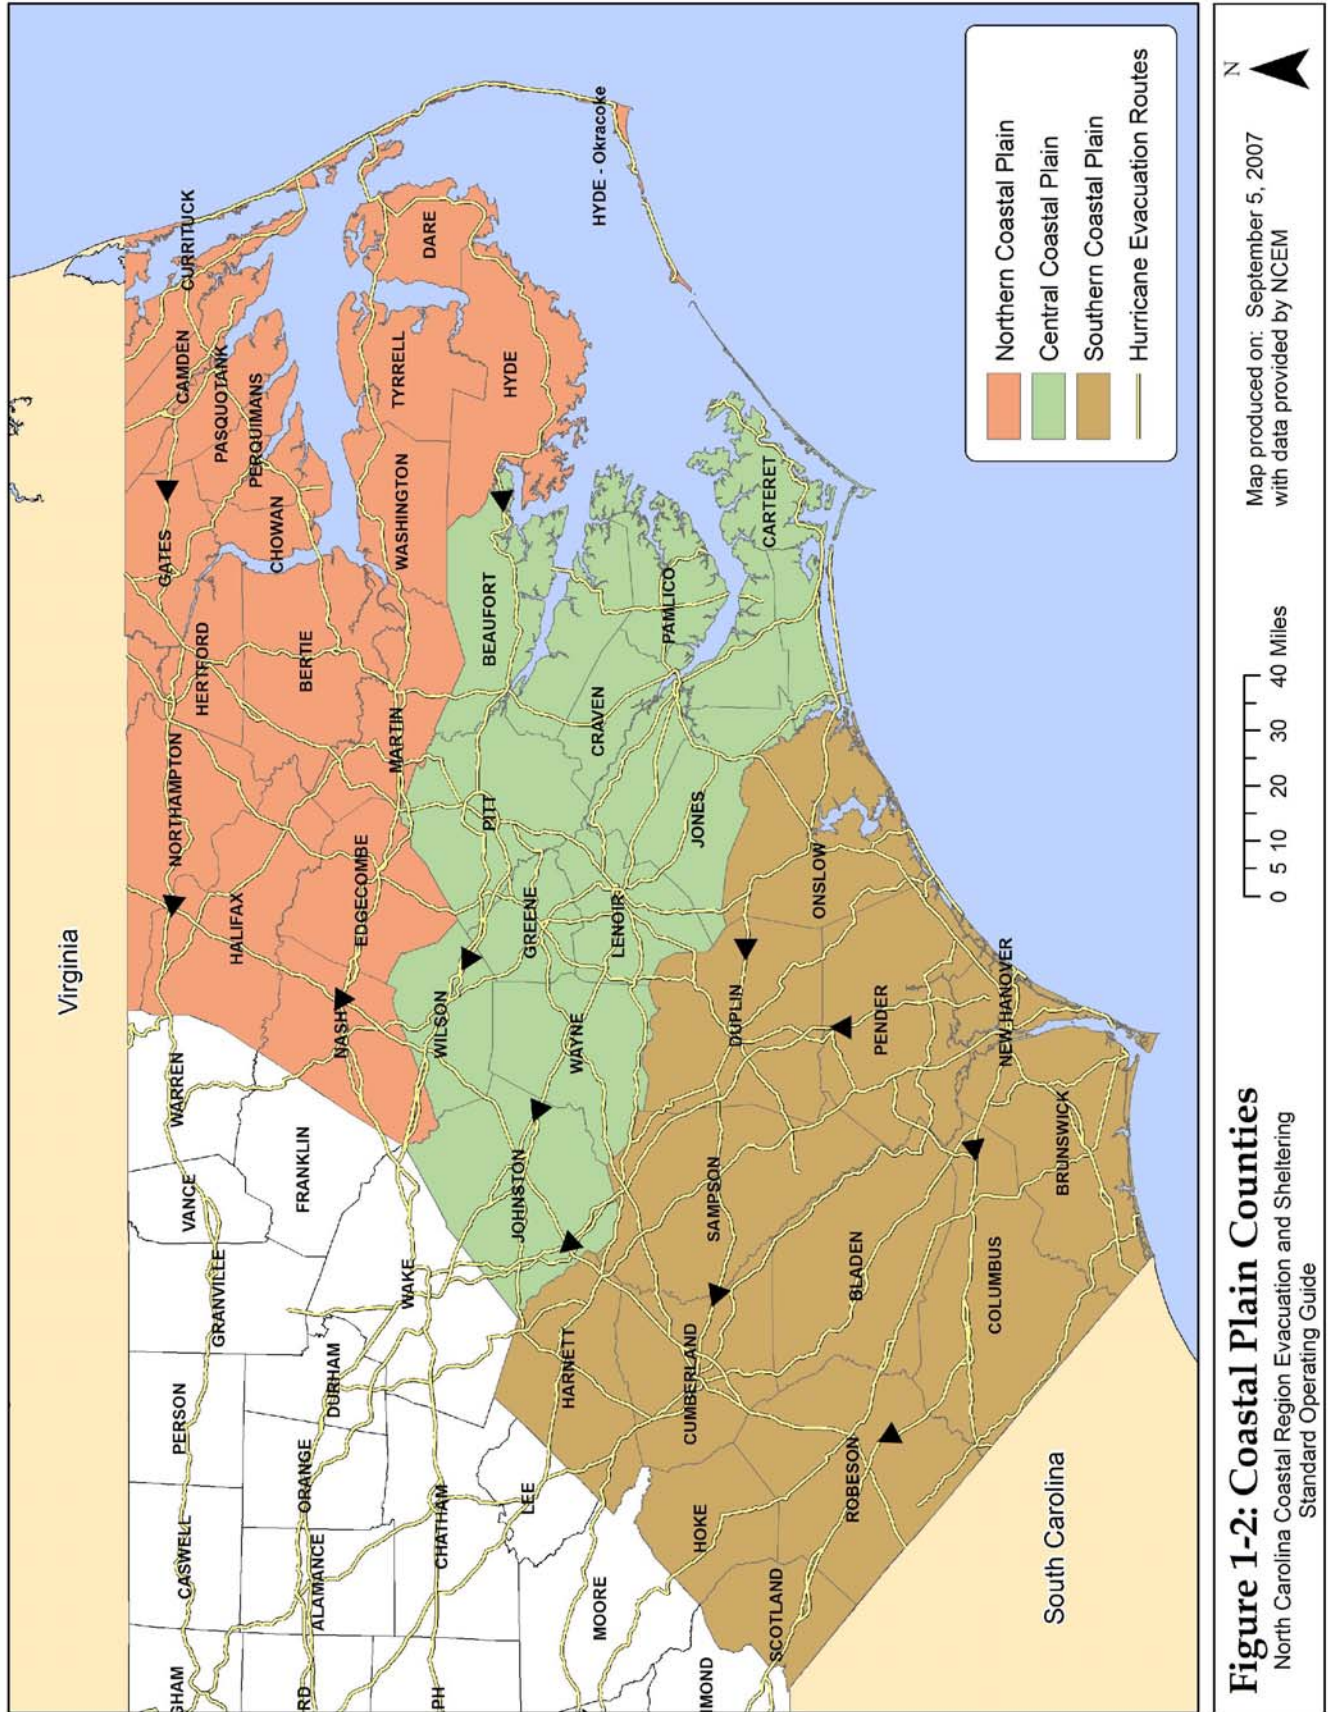 Virginia
GHAM
CASWELL
PERSON
GRANVILLE
VANCE
WARREN
NORTHAMPTON
HERTFORD
GATES
CAMDEN
CURRITUCK
PASQUOTANK
PERQUIMANS
CHOWAN
HALIFAX
BERTIE
RD
ALAMANCE
ORANGE
DURHAM
FRANKLIN
NASH
EDGECOMBE
MARTIN
WASHINGTON
TYRRELL
DARE
PH
CHATHAM
WAKE
WILSON
PITT
BEAUFORT
HYDE
LEE
JOHNSTON
GREENE
HYDE - Okracoke
MOORE
HARNETT
WAYNE
LENOIR
CRAVEN
PAMLICO
MOND
HOKE
CUMBERLAND
SAMPSON
DUPLIN
JONES
CARTERET
SCOTLAND
ROBESON
BLADEN
PENDER
ONSLOW
COLUMBUS
NEW HANOVER
BRUNSWICK
South Carolina
Northern Coastal Plain
Central Coastal Plain
Southern Coastal Plain
Hurricane Evacuation Routes
Figure 1-2: Coastal Plain Counties
North Carolina Coastal Region Evacuation and Sheltering
Standard Operating Guide
0 5 10 20 30 40 Miles
Map produced on: September 5, 2007
with data provided by NCEM
N